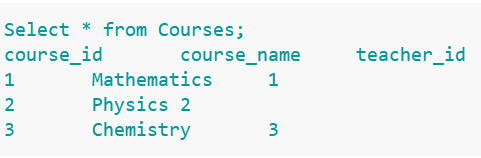 Select * from Courses;
course_id course_name teacher_id
1 Mathematics 1
2 Physics 2
3 Chemistry 3